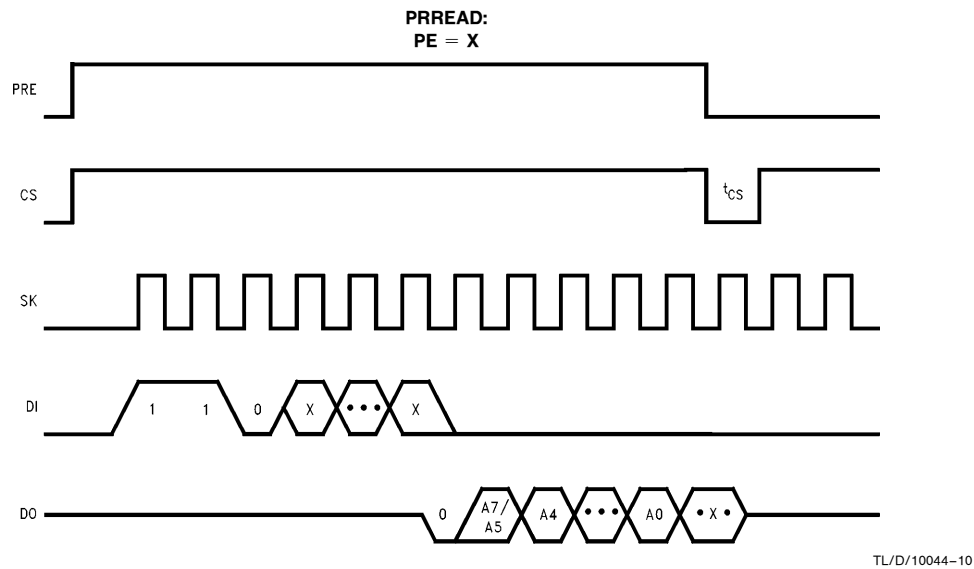 PRREAD:
PE = X
PRE
CS
tCS
SK
DI
1 1 0 X ••• X
DO
0 A7/A5 A4 ••• A0 •X•
TL/D/10044–10